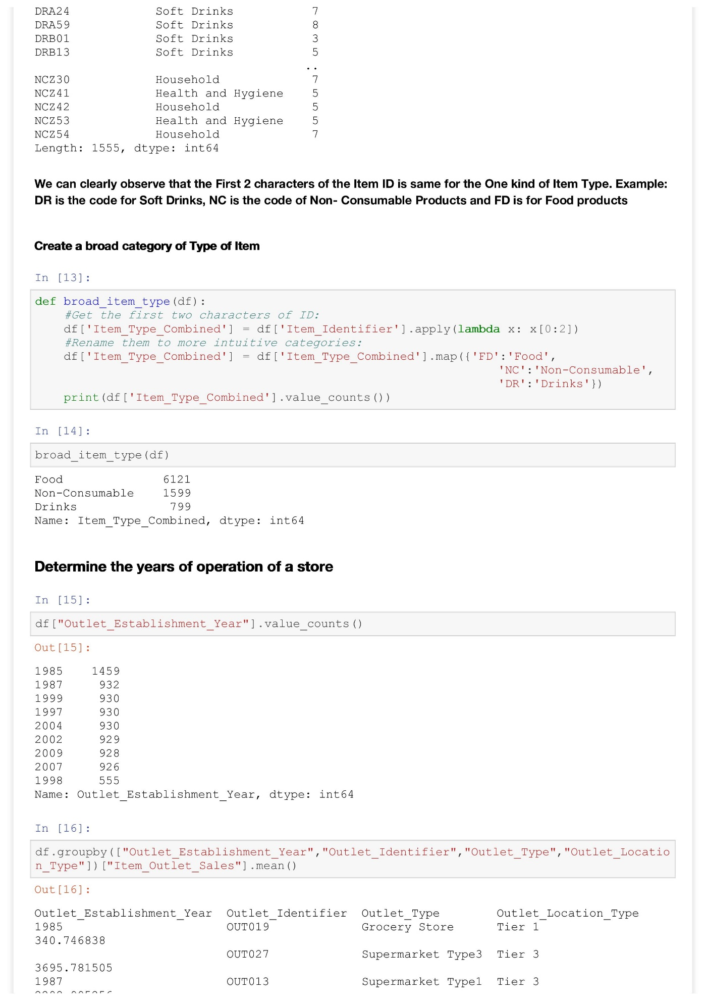 DRA24 Soft Drinks 7
DRA59 Soft Drinks 8
DRB01 Soft Drinks 3
DRB13 Soft Drinks 5
..
NCZ30 Household 7
NCZ41 Health and Hygiene 5
NCZ42 Household 5
NCZ53 Health and Hygiene 5
NCZ54 Household 7
Length: 1555, dtype: int64
We can clearly observe that the First 2 characters of the Item ID is same for the One kind of Item Type. Example:
DR is the code for Soft Drinks, NC is the code of Non- Consumable Products and FD is for Food products
Create a broad category of Type of Item
In [13]:
def broad_item_type(df):
    #Get the first two characters of ID:
    df['Item_Type_Combined'] = df['Item_Identifier'].apply(lambda x: x[0:2])
    #Rename them to more intuitive categories:
    df['Item_Type_Combined'] = df['Item_Type_Combined'].map({'FD':'Food',
                                                             'NC':'Non-Consumable',
                                                             'DR':'Drinks'})
    print(df['Item_Type_Combined'].value_counts())
In [14]:
broad_item_type(df)
Food 6121
Non-Consumable 1599
Drinks 799
Name: Item_Type_Combined, dtype: int64
Determine the years of operation of a store
In [15]:
df["Outlet_Establishment_Year"].value_counts()
Out[15]:
1985 1459
1987 932
1999 930
1997 930
2004 930
2002 929
2009 928
2007 926
1998 555
Name: Outlet_Establishment_Year, dtype: int64
In [16]:
df.groupby(["Outlet_Establishment_Year","Outlet_Identifier","Outlet_Type","Outlet_Locatio
n_Type"])["Item_Outlet_Sales"].mean()
Out[16]:
Outlet_Establishment_Year Outlet_Identifier Outlet_Type Outlet_Location_Type
1985 OUT019 Grocery Store Tier 1
340.746838
OUT027 Supermarket Type3 Tier 3
3695.781505
1987 OUT013 Supermarket Type1 Tier 3